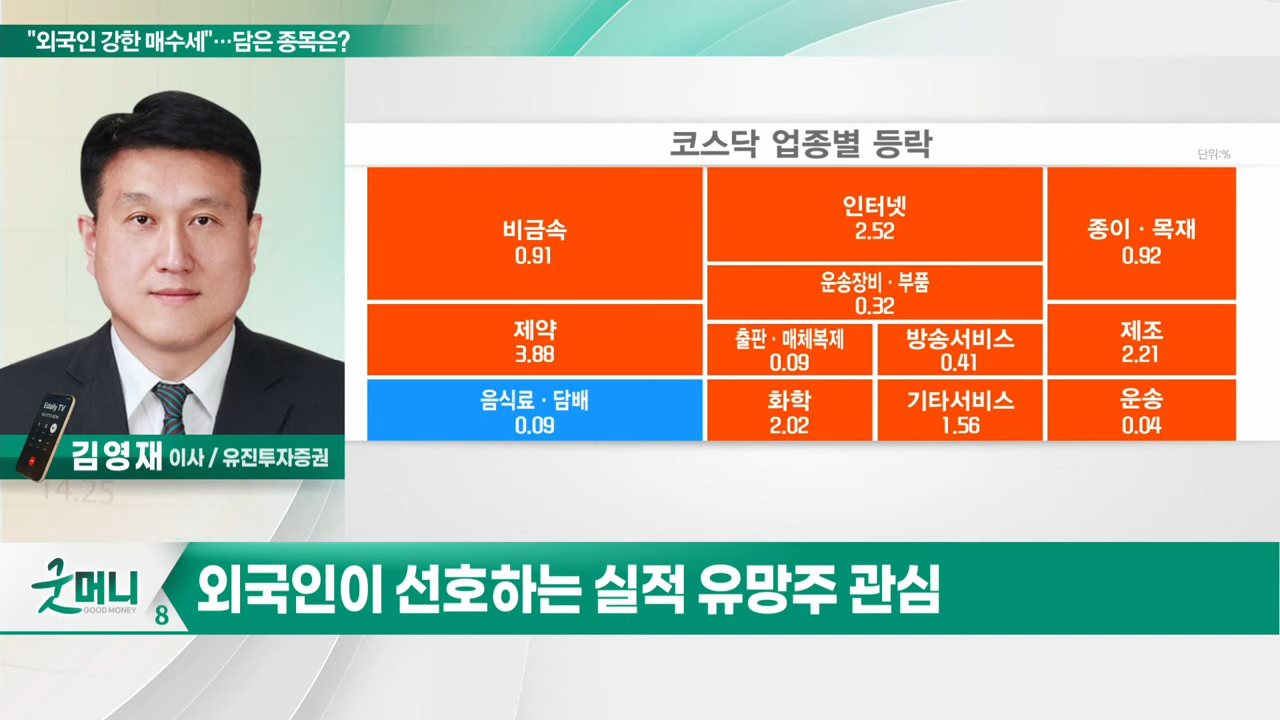 "외국인 강한 매수세"…담은 종목은?
코스닥 업종별 등락
단위:%
비금속
0.91
인터넷
2.52
종이·목재
0.92
운송장비·부품
0.32
제약
3.88
출판·매체복제
0.09
방송서비스
0.41
제조
2.21
음식료·담배
0.09
화학
2.02
기타서비스
1.56
운송
0.04
Edaily TV
김영재 이사 / 유진투자증권
14.25
굿머니
GOOD MONEY
8
외국인이 선호하는 실적 유망주 관심